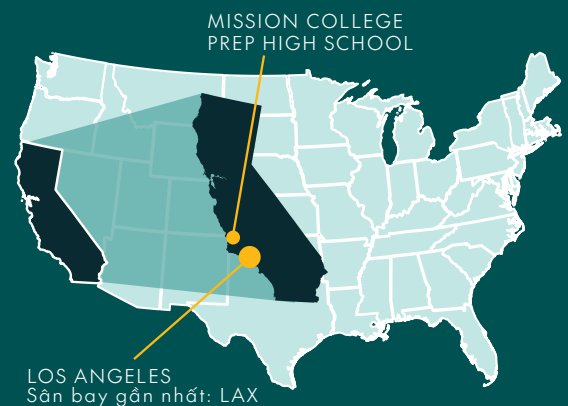 MISSION COLLEGE
PREP HIGH SCHOOL
LOS ANGELES
Sân bay gần nhất: LAX